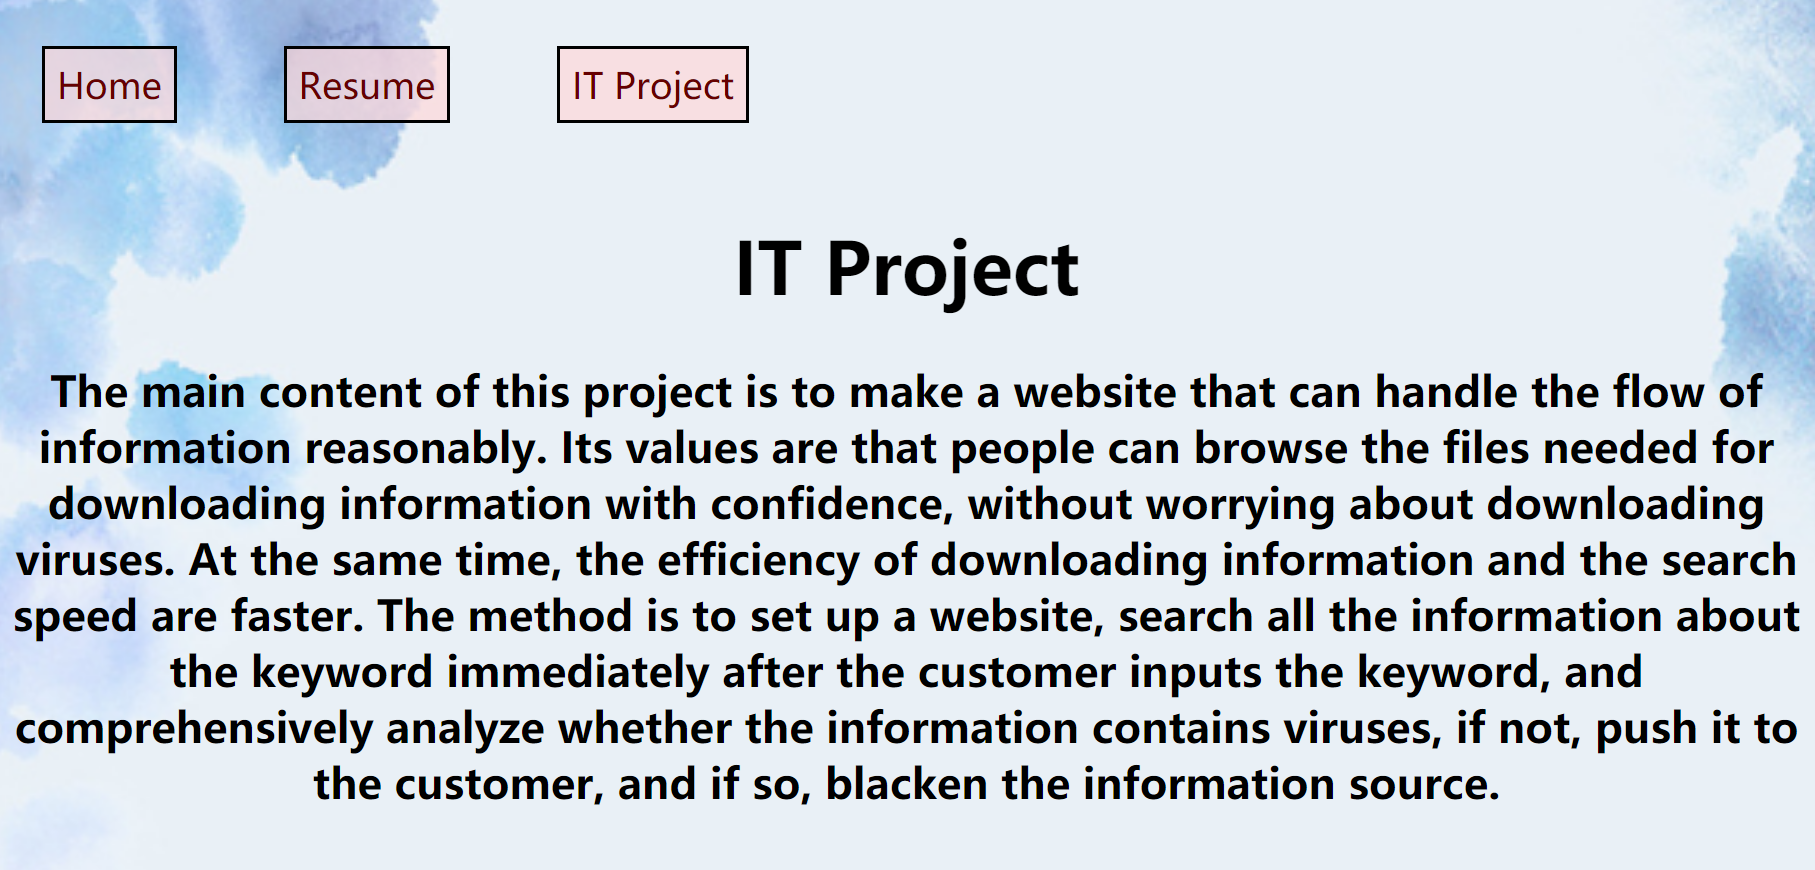 Home
Resume
IT Project
IT Project
The main content of this project is to make a website that can handle the flow of
information reasonably. Its values are that people can browse the files needed for
downloading information with confidence, without worrying about downloading
viruses. At the same time, the efficiency of downloading information and the search
speed are faster. The method is to set up a website, search all the information about
the keyword immediately after the customer inputs the keyword, and
comprehensively analyze whether the information contains viruses, if not, push it to
the customer, and if so, blacken the information source.